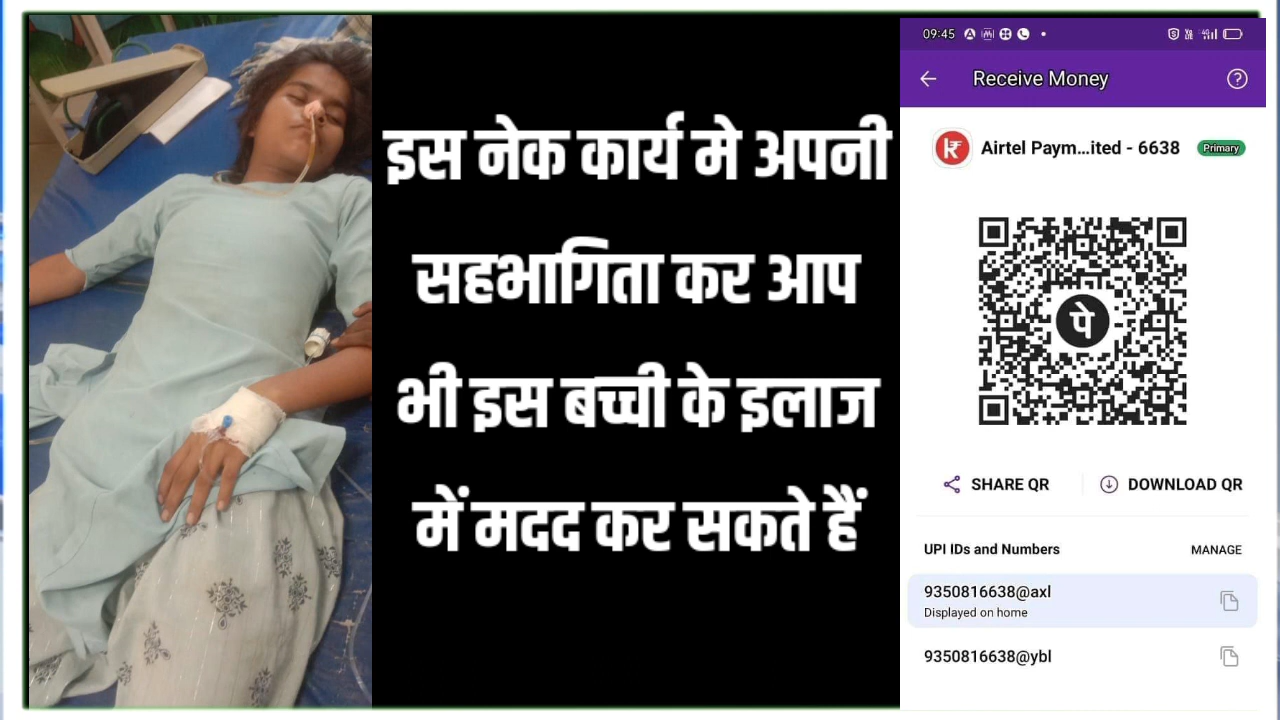 इस नेक कार्य मे अपनी
सहभागिता कर आप
भी इस बच्ची के इलाज
में मदद कर सकते हैं
09:45
Receive Money
Airtel Paym...ited - 6638
Primary
पे
SHARE QR
DOWNLOAD QR
UPI IDs and Numbers
MANAGE
9350816638@axl
Displayed on home
9350816638@ybl